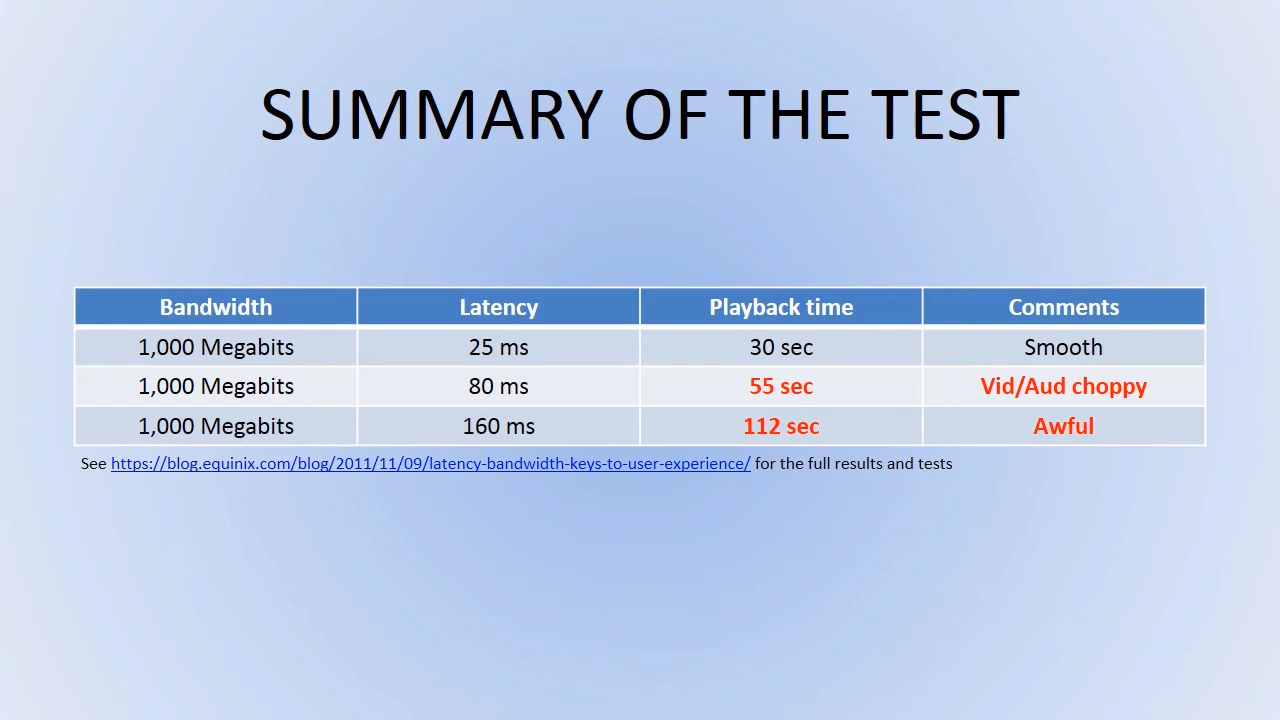 SUMMARY OF THE TEST
Bandwidth Latency Playback time Comments
1,000 Megabits 25 ms 30 sec Smooth
1,000 Megabits 80 ms 55 sec Vid/Aud choppy
1,000 Megabits 160 ms 112 sec Awful
See https://blog.equinix.com/blog/2011/11/09/latency-bandwidth-keys-to-user-experience/ for the full results and tests